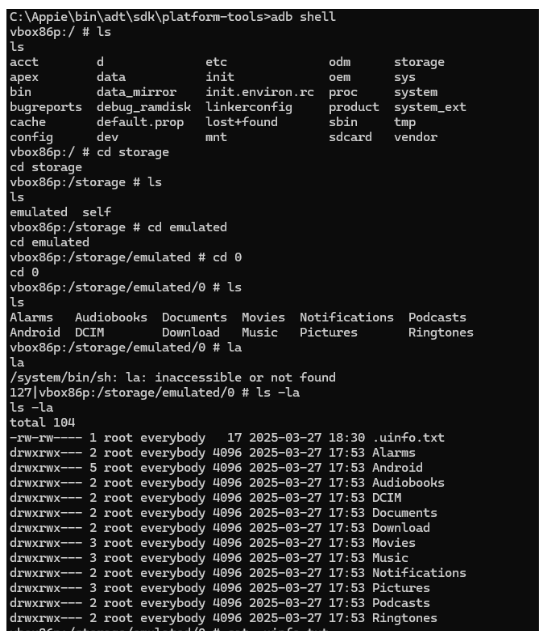 C:\Appie\bin\adt\sdk\platform-tools>adb shell
vbox86p:/ # ls
ls
acct d etc odm storage
apex data init oem sys
bin data_mirror init.environ.rc proc system
bugreports debug_ramdisk linkerconfig product system_ext
cache default.prop lost+found sbin tmp
config dev mnt sdcard vendor
vbox86p:/ # cd storage
cd storage
vbox86p:/storage # ls
ls
emulated self
vbox86p:/storage # cd emulated
cd emulated
vbox86p:/storage/emulated # cd 0
cd 0
vbox86p:/storage/emulated/0 # ls
ls
Alarms Audiobooks Documents Movies Notifications Podcasts
Android DCIM Download Music Pictures Ringtones
vbox86p:/storage/emulated/0 # la
la
/system/bin/sh: la: inaccessible or not found
127|vbox86p:/storage/emulated/0 # ls -la
ls -la
total 104
-rw-rw---- 1 root everybody 17 2025-03-27 18:30 .uinfo.txt
drwxrwx--- 2 root everybody 4096 2025-03-27 17:53 Alarms
drwxrwx--- 5 root everybody 4096 2025-03-27 17:53 Android
drwxrwx--- 2 root everybody 4096 2025-03-27 17:53 Audiobooks
drwxrwx--- 2 root everybody 4096 2025-03-27 17:53 DCIM
drwxrwx--- 2 root everybody 4096 2025-03-27 17:53 Documents
drwxrwx--- 2 root everybody 4096 2025-03-27 17:53 Download
drwxrwx--- 3 root everybody 4096 2025-03-27 17:53 Movies
drwxrwx--- 3 root everybody 4096 2025-03-27 17:53 Music
drwxrwx--- 2 root everybody 4096 2025-03-27 17:53 Notifications
drwxrwx--- 3 root everybody 4096 2025-03-27 17:53 Pictures
drwxrwx--- 2 root everybody 4096 2025-03-27 17:53 Podcasts
drwxrwx--- 2 root everybody 4096 2025-03-27 17:53 Ringtones